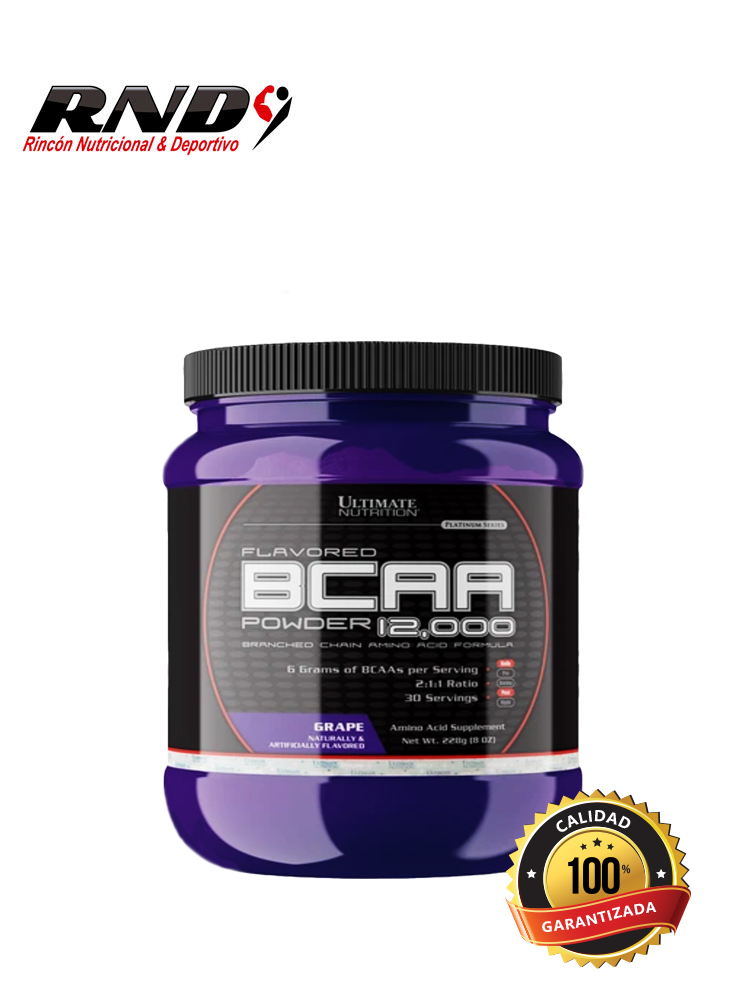 RND
Rincón Nutricional & Deportivo
ULTIMATE
NUTRITION
PLATINUM SERIES
FLAVORED
BCAA
POWDER 12,000
BRANCHED CHAIN AMINO ACID FORMULA
6 Grams of BCAAs per Serving
2:1:1 Ratio
30 Servings
GRAPE
NATURALLY &
ARTIFICIALLY FLAVORED
Amino Acid Supplement
Net Wt. 228g (8 OZ)
CALIDAD
100%
GARANTIZADA